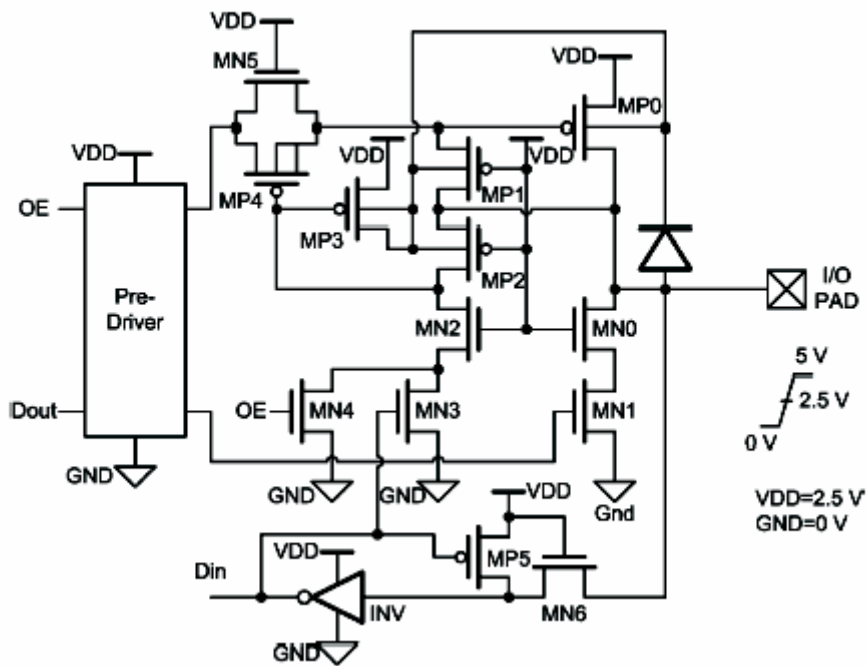 VDD
MN5
VDD
MP0
VDD
VDD
VDD
MP1
OE
MP4
MP3
MP2
I/O
PAD
Pre-
Driver
MN2
MN0
5 V
2.5 V
0 V
OE
MN4
MN3
MN1
Dout
GND
GND
GND
Gnd
VDD=2.5 V
GND=0 V
VDD
MP5
Din
VDD
INV
MN6
GND